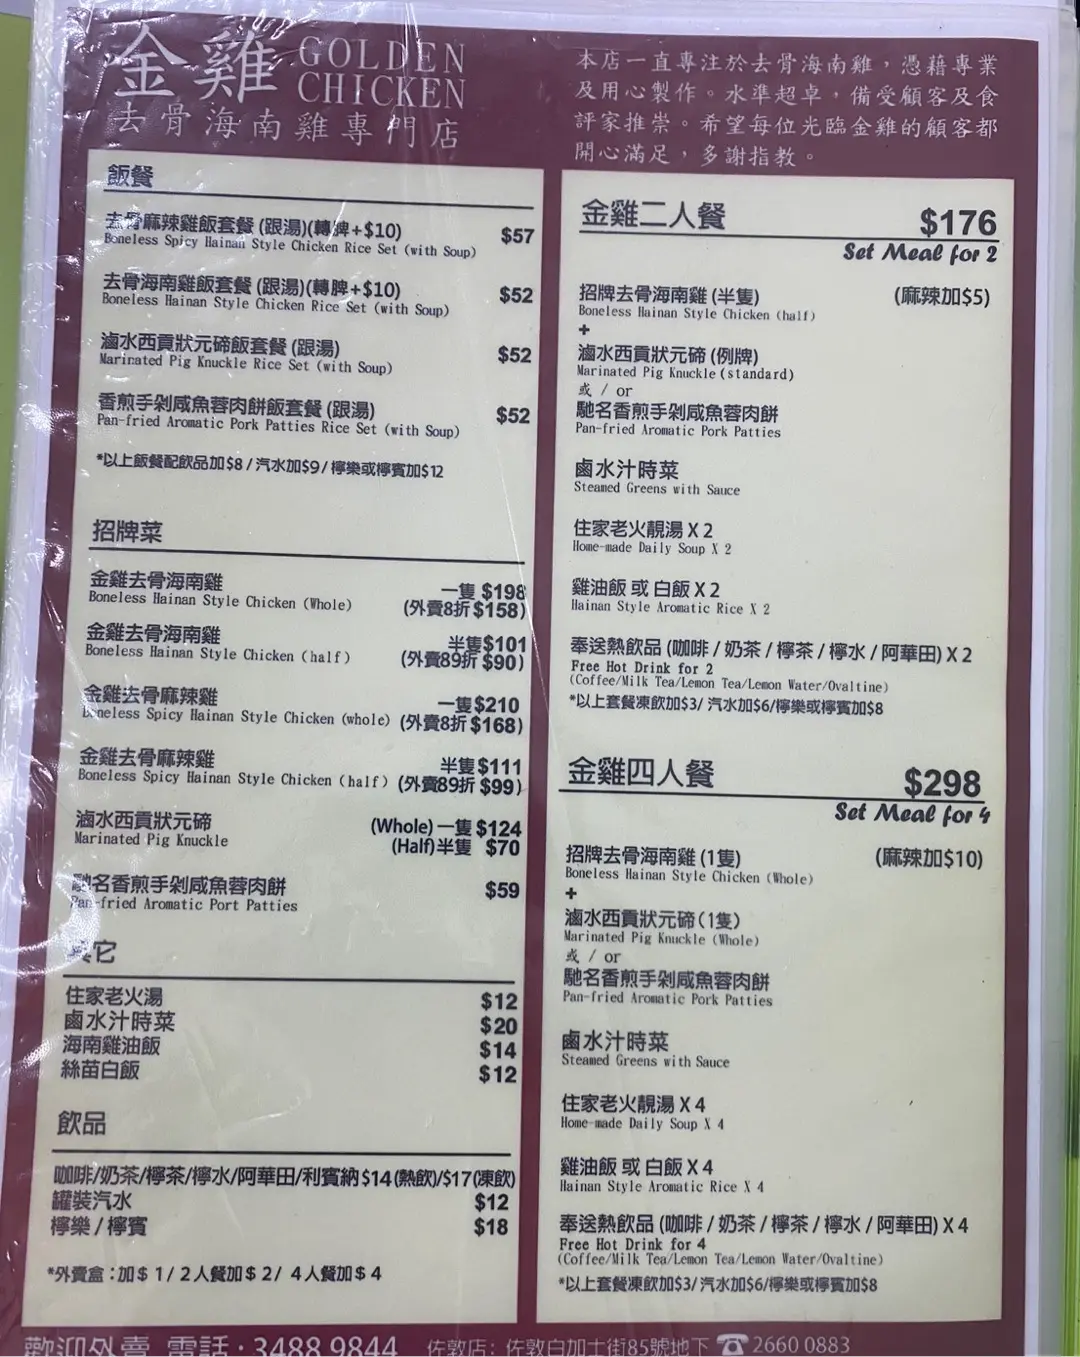 金雞 GOLDEN CHICKEN
去骨海南雞專門店
本店一直專注於去骨海南雞，憑藉專業
及用心製作。水準超卓，備受顧客及食
評家推崇。希望每位光臨金雞的顧客都
開心滿足，多謝指教。
飯餐
去骨麻辣雞飯套餐 (跟湯)(轉髀+$10)
Boneless Spicy Hainan Style Chicken Rice Set (with Soup) $57
去骨海南雞飯套餐 (跟湯)(轉髀+$10)
Boneless Hainan Style Chicken Rice Set (with Soup) $52
滷水西貢狀元碲飯套餐 (跟湯)
Marinated Pig Knuckle Rice Set (with Soup) $52
香煎手剁咸魚蓉肉餅飯套餐 (跟湯)
Pan-fried Aromatic Pork Patties Rice Set (with Soup) $52
*以上飯餐配飲品加$8 / 汽水加$9 / 檸樂或檸賓加$12
招牌菜
金雞去骨海南雞 一隻 $198
Boneless Hainan Style Chicken (Whole) (外賣8折 $158)
金雞去骨海南雞 半隻 $101
Boneless Hainan Style Chicken (half) (外賣89折 $90)
金雞去骨麻辣雞 一隻 $210
Boneless Spicy Hainan Style Chicken (whole) (外賣8折 $168)
金雞去骨麻辣雞 半隻 $111
Boneless Spicy Hainan Style Chicken (half) (外賣89折 $99)
滷水西貢狀元碲 (Whole) 一隻 $124
Marinated Pig Knuckle (Half) 半隻 $70
馳名香煎手剁咸魚蓉肉餅 $59
Pan-fried Aromatic Port Patties
其它
住家老火湯 $12
鹵水汁時菜 $20
海南雞油飯 $14
絲苗白飯 $12
飲品
咖啡/奶茶/檸茶/檸水/阿華田/利賓納 $14(熱飲)/$17(凍飲)
罐裝汽水 $12
檸樂 / 檸賓 $18
*外賣盒：加$ 1/ 2人餐加$ 2/ 4人餐加$ 4
金雞二人餐 $176
Set Meal for 2
招牌去骨海南雞 (半隻) (麻辣加$5)
Boneless Hainan Style Chicken (half)
+
滷水西貢狀元碲 (例牌)
Marinated Pig Knuckle (standard)
或 / or
馳名香煎手剁咸魚蓉肉餅
Pan-fried Aromatic Pork Patties
鹵水汁時菜
Steamed Greens with Sauce
住家老火靚湯 X 2
Home-made Daily Soup X 2
雞油飯 或 白飯 X 2
Hainan Style Aromatic Rice X 2
奉送熱飲品 (咖啡 / 奶茶 / 檸茶 / 檸水 / 阿華田) X 2
Free Hot Drink for 2
(Coffee/Milk Tea/Lemon Tea/Lemon Water/Ovaltine)
*以上套餐凍飲加$3/ 汽水加$6/檸樂或檸賓加$8
金雞四人餐 $298
Set Meal for 4
招牌去骨海南雞 (1隻) (麻辣加$10)
Boneless Hainan Style Chicken (Whole)
+
滷水西貢狀元碲 (1隻)
Marinated Pig Knuckle (Whole)
或 / or
馳名香煎手剁咸魚蓉肉餅
Pan-fried Aromatic Pork Patties
鹵水汁時菜
Steamed Greens with Sauce
住家老火靚湯 X 4
Home-made Daily Soup X 4
雞油飯 或 白飯 X 4
Hainan Style Aromatic Rice X 4
奉送熱飲品 (咖啡 / 奶茶 / 檸茶 / 檸水 / 阿華田) X 4
Free Hot Drink for 4
(Coffee/Milk Tea/Lemon Tea/Lemon Water/Ovaltine)
*以上套餐凍飲加$3/ 汽水加$6/檸樂或檸賓加$8
歡迎外賣 電話：3488 9844 佐敦店：佐敦白加士街85號地下 ☎ 2660 0883